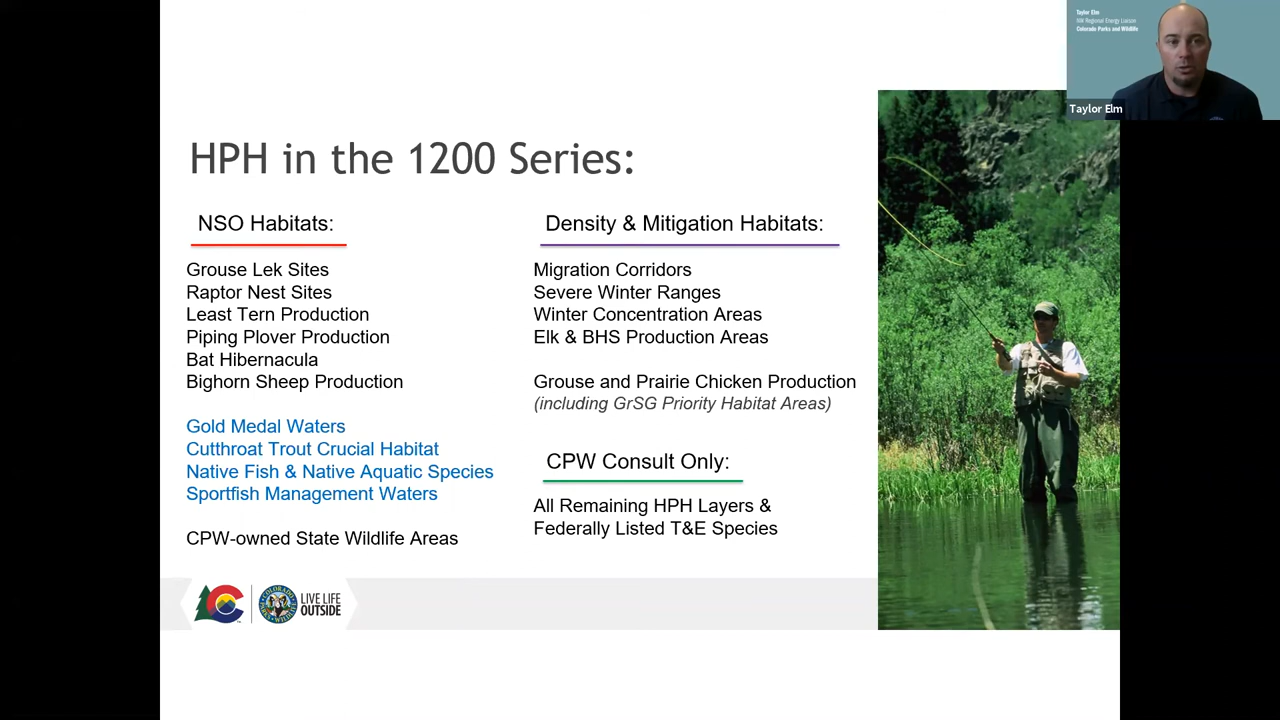 Taylor Elm
NW Regional Energy Liaison
Colorado Parks and Wildlife
Taylor Elm
HPH in the 1200 Series:
NSO Habitats:
Grouse Lek Sites
Raptor Nest Sites
Least Tern Production
Piping Plover Production
Bat Hibernacula
Bighorn Sheep Production
Gold Medal Waters
Cutthroat Trout Crucial Habitat
Native Fish & Native Aquatic Species
Sportfish Management Waters
CPW-owned State Wildlife Areas
Density & Mitigation Habitats:
Migration Corridors
Severe Winter Ranges
Winter Concentration Areas
Elk & BHS Production Areas
Grouse and Prairie Chicken Production
(including GrSG Priority Habitat Areas)
CPW Consult Only:
All Remaining HPH Layers &
Federally Listed T&E Species
LIVE LIFE
OUTSIDE